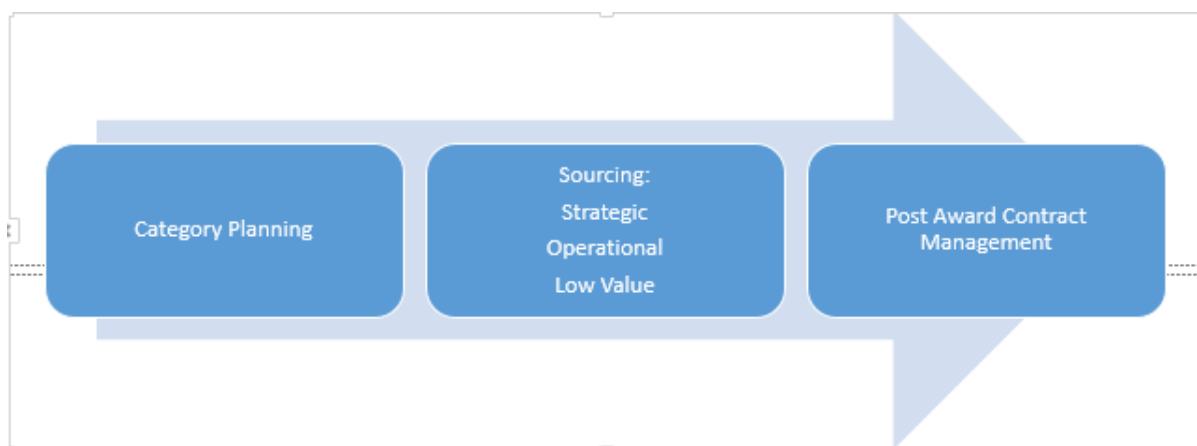 Category Planning
Sourcing:
Strategic
Operational
Low Value
Post Award Contract
Management